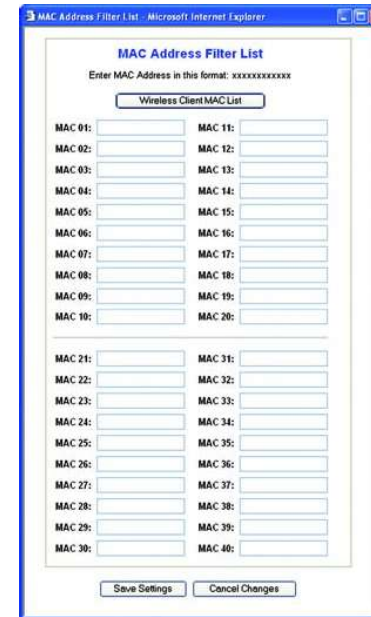 MAC Address Filter List - Microsoft Internet Explorer
MAC Address Filter List
Enter MAC Address in this format: xxxxxxxxxxxx
Wireless Client MAC List
MAC 01: MAC 11:
MAC 02: MAC 12:
MAC 03: MAC 13:
MAC 04: MAC 14:
MAC 05: MAC 15:
MAC 06: MAC 16:
MAC 07: MAC 17:
MAC 08: MAC 18:
MAC 09: MAC 19:
MAC 10: MAC 20:
MAC 21: MAC 31:
MAC 22: MAC 32:
MAC 23: MAC 33:
MAC 24: MAC 34:
MAC 25: MAC 35:
MAC 26: MAC 36:
MAC 27: MAC 37:
MAC 28: MAC 38:
MAC 29: MAC 39:
MAC 30: MAC 40:
Save Settings Cancel Changes